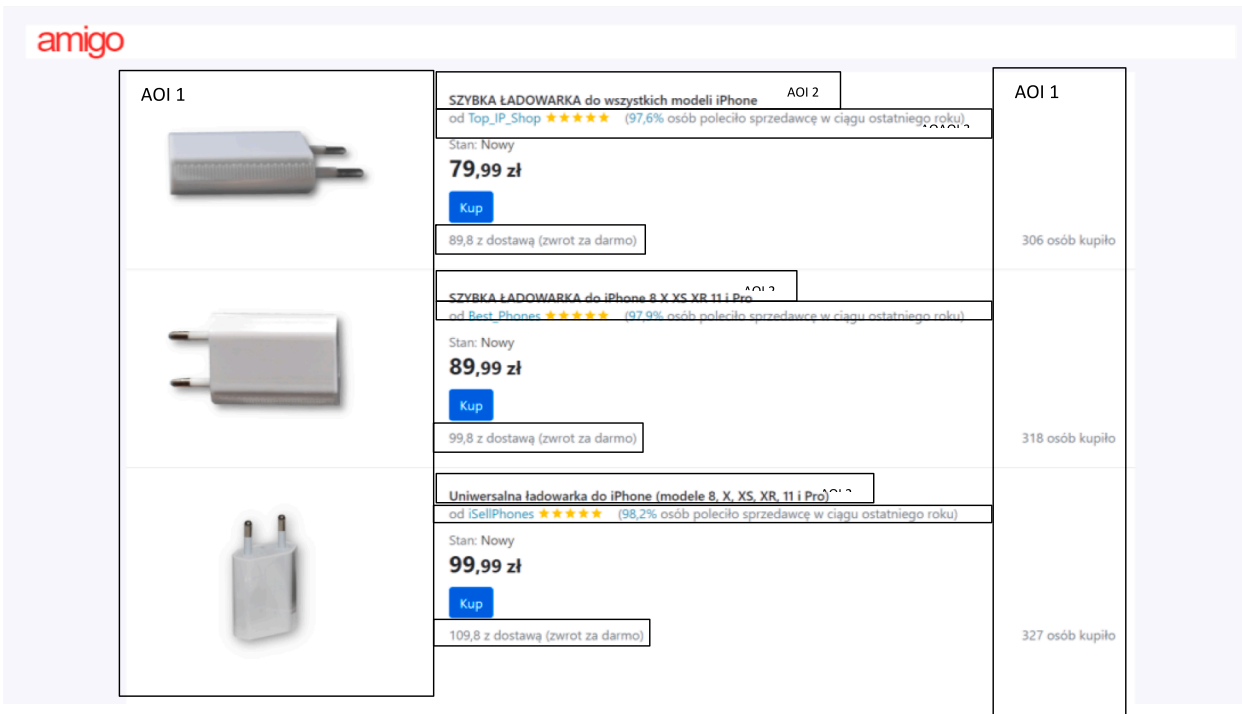 amigo
AOI 1
SZYBKA ŁADOWARKA do wszystkich modeli iPhone
AOI 2
AOI 1
od Top_IP_Shop ★★★★★ (97,6% osób poleciło sprzedawcę w ciągu ostatniego roku)
Stan: Nowy
79,99 zł
Kup
89,8 z dostawą (zwrot za darmo)
306 osób kupiło
SZYBKA ŁADOWARKA do iPhone 8 X XS XR 11 i Pro
od Best_Phones ★★★★★ (97,9% osób poleciło sprzedawcę w ciągu ostatniego roku)
Stan: Nowy
89,99 zł
Kup
99,8 z dostawą (zwrot za darmo)
318 osób kupiło
Uniwersalna ładowarka do iPhone (modele 8, X, XS, XR, 11 i Pro)
od iSellPhones ★★★★★ (98,2% osób poleciło sprzedawcę w ciągu ostatniego roku)
Stan: Nowy
99,99 zł
Kup
109,8 z dostawą (zwrot za darmo)
327 osób kupiło